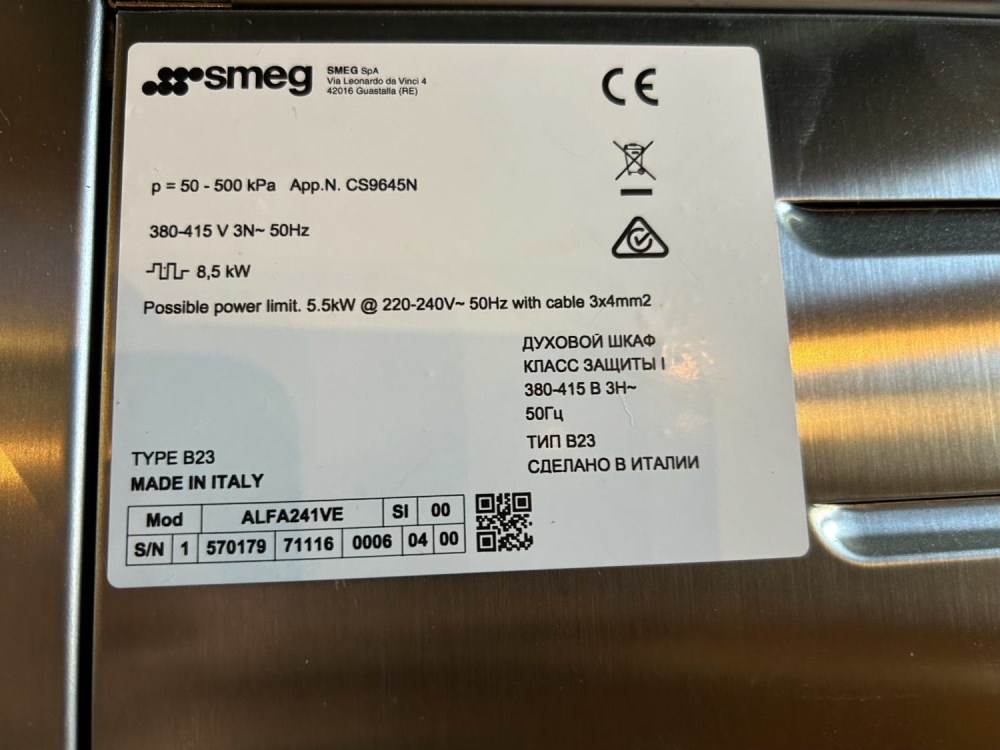 smeg
SMEG SpA
Via Leonardo da Vinci 4
42016 Guastalla (RE)
CE
p = 50 - 500 kPa App.N. CS9645N
380-415 V 3N~ 50Hz
8,5 kW
Possible power limit. 5.5kW @ 220-240V~ 50Hz with cable 3x4mm2
ДУХОВОЙ ШКАФ
КЛАСС ЗАЩИТЫ I
380-415 В 3Н~
50Гц
ТИП B23
СДЕЛАНО В ИТАЛИИ
TYPE B23
MADE IN ITALY
Mod ALFA241VE SI 00
S/N 1 570179 71116 0006 04 00